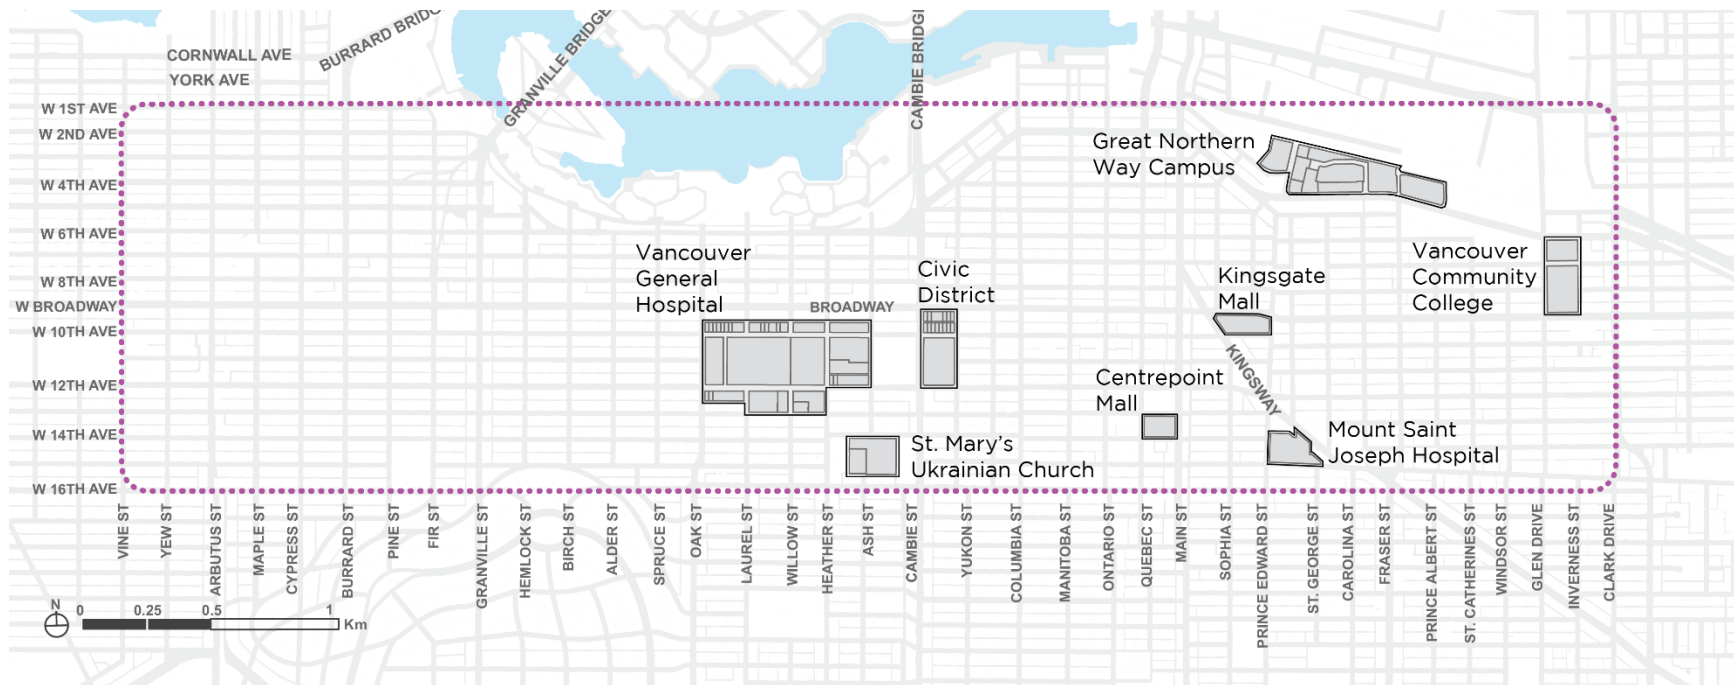 BURRARD BRIDG
GRANVILLE BRIDGE
CAMBIE BRIDGE
CORNWALL AVE
YORK AVE
W 1ST AVE
W 2ND AVE
W 4TH AVE
W 6TH AVE
W 8TH AVE
W BROADWAY
W 10TH AVE
W 12TH AVE
W 14TH AVE
W 16TH AVE
Great Northern
Way Campus
Vancouver
General
Hospital
BROADWAY
Civic
District
Kingsgate
Mall
Vancouver
Community
College
KINGSWAY
Centrepoint
Mall
St. Mary's
Ukrainian Church
Mount Saint
Joseph Hospital
VINE ST
YEW ST
ARBUTUS ST
MAPLE ST
CYPRESS ST
BURRARD ST
PINE ST
FIR ST
GRANVILLE ST
HEMLOCK ST
BIRCH ST
ALDER ST
SPRUCE ST
OAK ST
LAUREL ST
WILLOW ST
HEATHER ST
ASH ST
CAMBIE ST
YUKON ST
COLUMBIA ST
MANITOBA ST
ONTARIO ST
QUEBEC ST
MAIN ST
SOPHIA ST
PRINCE EDWARD ST
ST. GEORGE ST
CAROLINA ST
FRASER ST
PRINCE ALBERT ST
ST. CATHERINES ST
WINDSOR ST
GLEN DRIVE
INVERNESS ST
CLARK DRIVE
N
0 0.25 0.5 1
Km